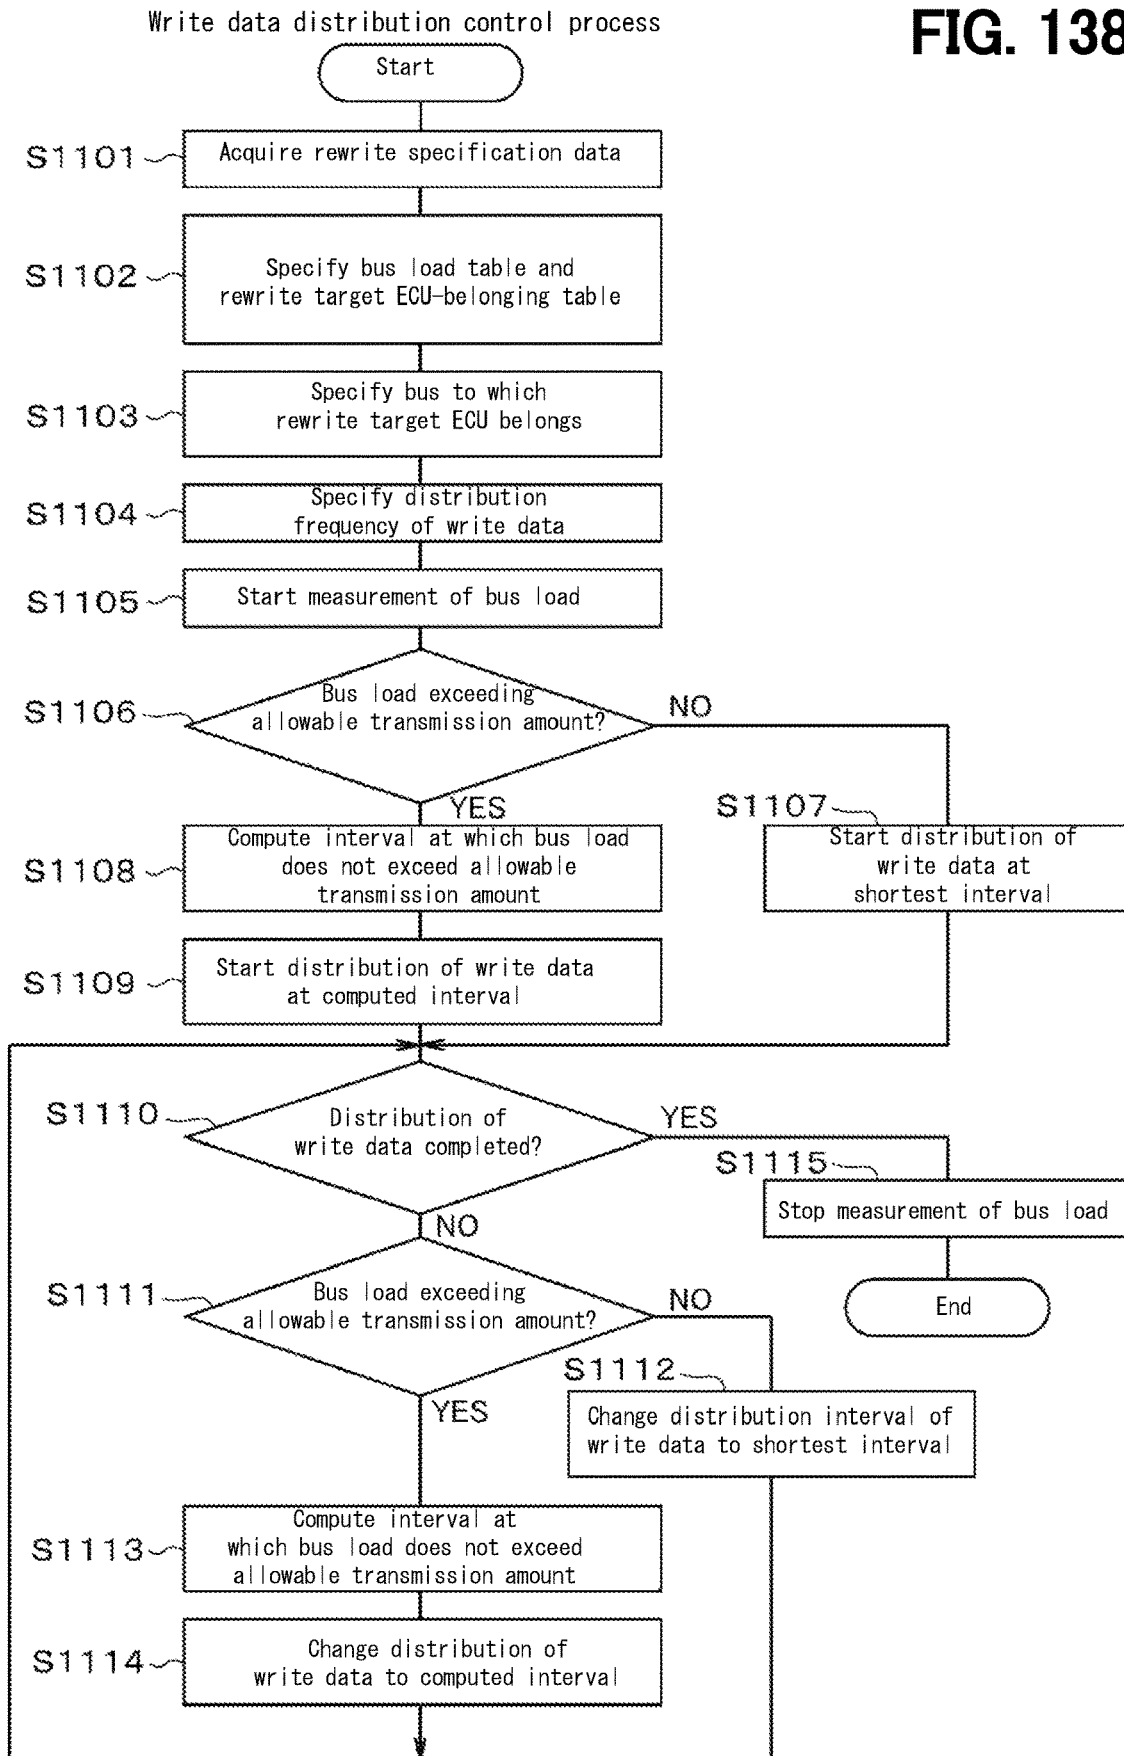 Write data distribution control process
FIG. 138
Start
S1101
Acquire rewrite specification data
S1102
Specify bus load table and
rewrite target ECU-belonging table
S1103
Specify bus to which
rewrite target ECU belongs
S1104
Specify distribution
frequency of write data
S1105
Start measurement of bus load
S1106
Bus load exceeding
allowable transmission amount?
NO
YES
S1107
Start distribution of
write data at
shortest interval
S1108
Compute interval at which bus load
does not exceed allowable
transmission amount
S1109
Start distribution of write data
at computed interval
S1110
Distribution of
write data completed?
YES
NO
S1115
Stop measurement of bus load
End
S1111
Bus load exceeding
allowable transmission amount?
NO
YES
S1112
Change distribution interval of
write data to shortest interval
S1113
Compute interval at
which bus load does not exceed
allowable transmission amount
S1114
Change distribution of
write data to computed interval